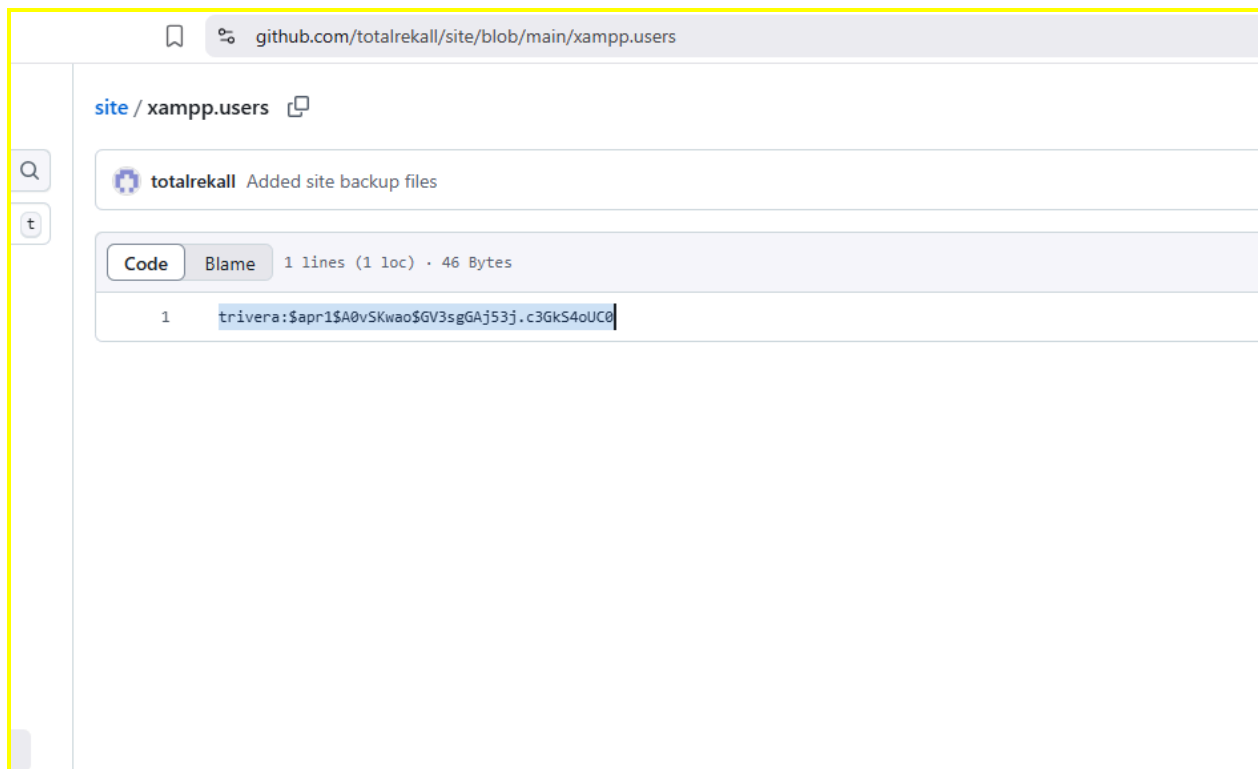 github.com/totalrekall/site/blob/main/xampp.users
site / xampp.users
totalrekall Added site backup files
t
Code Blame 1 lines (1 loc) · 46 Bytes
1 trivera:$apr1$A0vSKwao$GV3sgGAj53j.c3GkS4oUC0